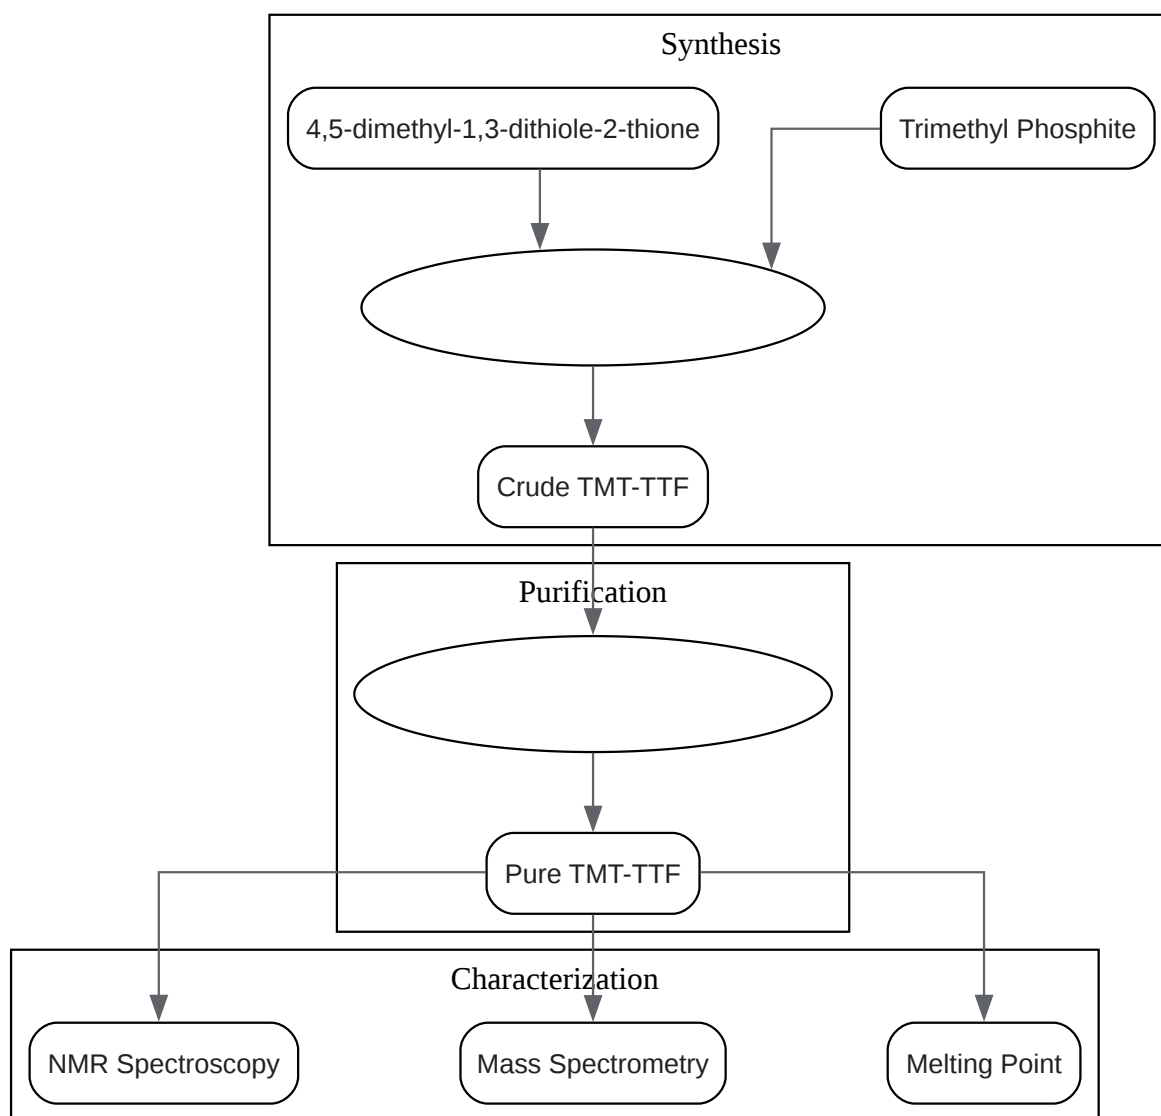 Synthesis
4,5-dimethyl-1,3-dithiole-2-thione
Trimethyl Phosphite
Crude TMT-TTF
Purification
Pure TMT-TTF
Characterization
NMR Spectroscopy
Mass Spectrometry
Melting Point